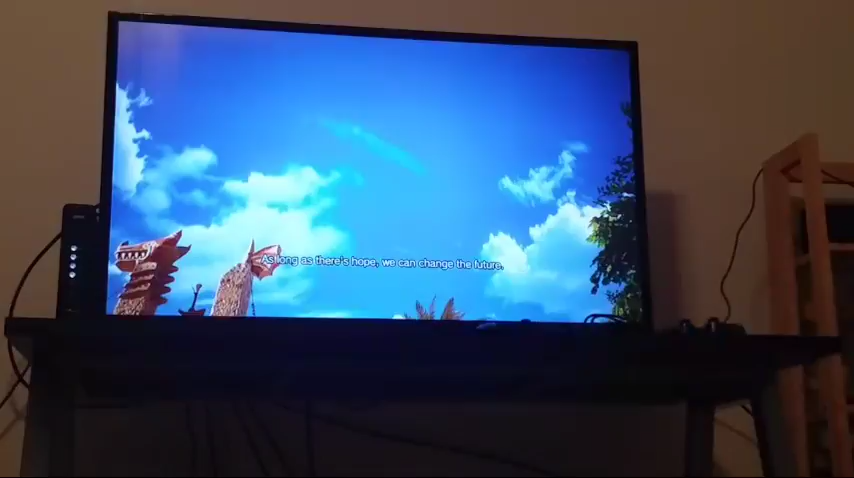 As long as there's hope, we can change the future.